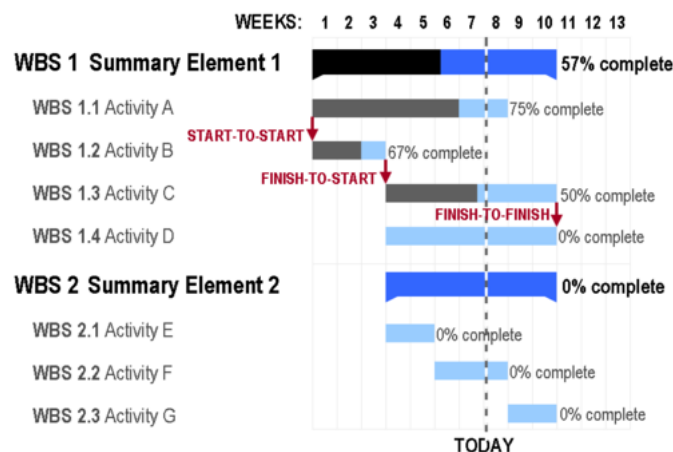 WEEKS: 1 2 3 4 5 6 7 8 9 10 11 12 13
WBS 1 Summary Element 1 57% complete
WBS 1.1 Activity A 75% complete
START-TO-START
WBS 1.2 Activity B 67% complete
FINISH-TO-START
WBS 1.3 Activity C 50% complete
FINISH-TO-FINISH
WBS 1.4 Activity D 0% complete
WBS 2 Summary Element 2 0% complete
WBS 2.1 Activity E 0% complete
WBS 2.2 Activity F 0% complete
WBS 2.3 Activity G 0% complete
TODAY